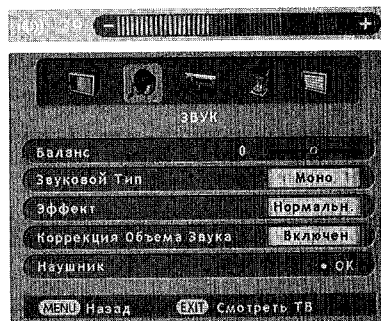 − +
ЗВУК
Баланс 0
Звуковой Тип Моно
Эффект Нормальн.
Коррекция Объема Звука Включен
Наушник • ОК
MENU Назад EXIT Смотреть ТВ